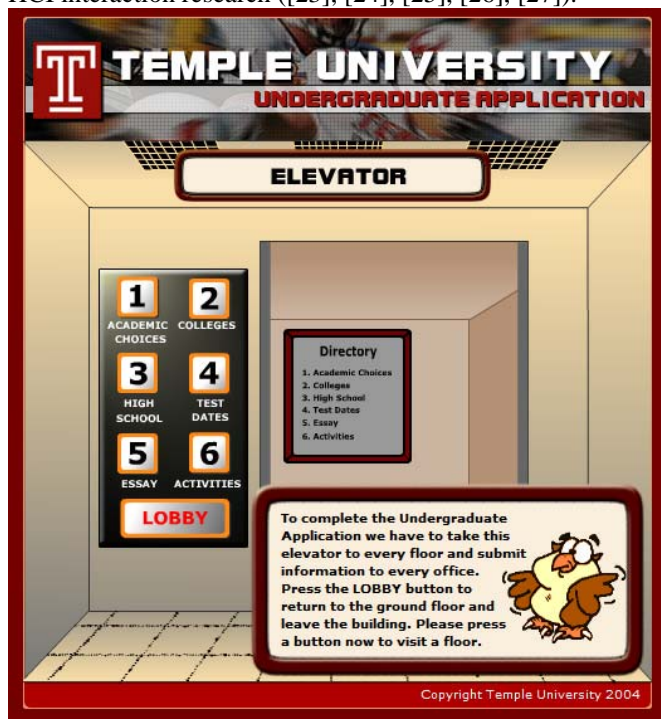 HCI interaction research ([23], [24], [25], [26], [27]).
T TEMPLE UNIVERSITY
UNDERGRADUATE APPLICATION
ELEVATOR
1 2
ACADEMIC CHOICES COLLEGES
3 4
HIGH SCHOOL TEST DATES
5 6
ESSAY ACTIVITIES
LOBBY
Directory
1. Academic Choices
2. Colleges
3. High School
4. Test Dates
5. Essay
6. Activities
To complete the Undergraduate
Application we have to take this
elevator to every floor and submit
information to every office.
Press the LOBBY button to
return to the ground floor and
leave the building. Please press
a button now to visit a floor.
Copyright Temple University 2004